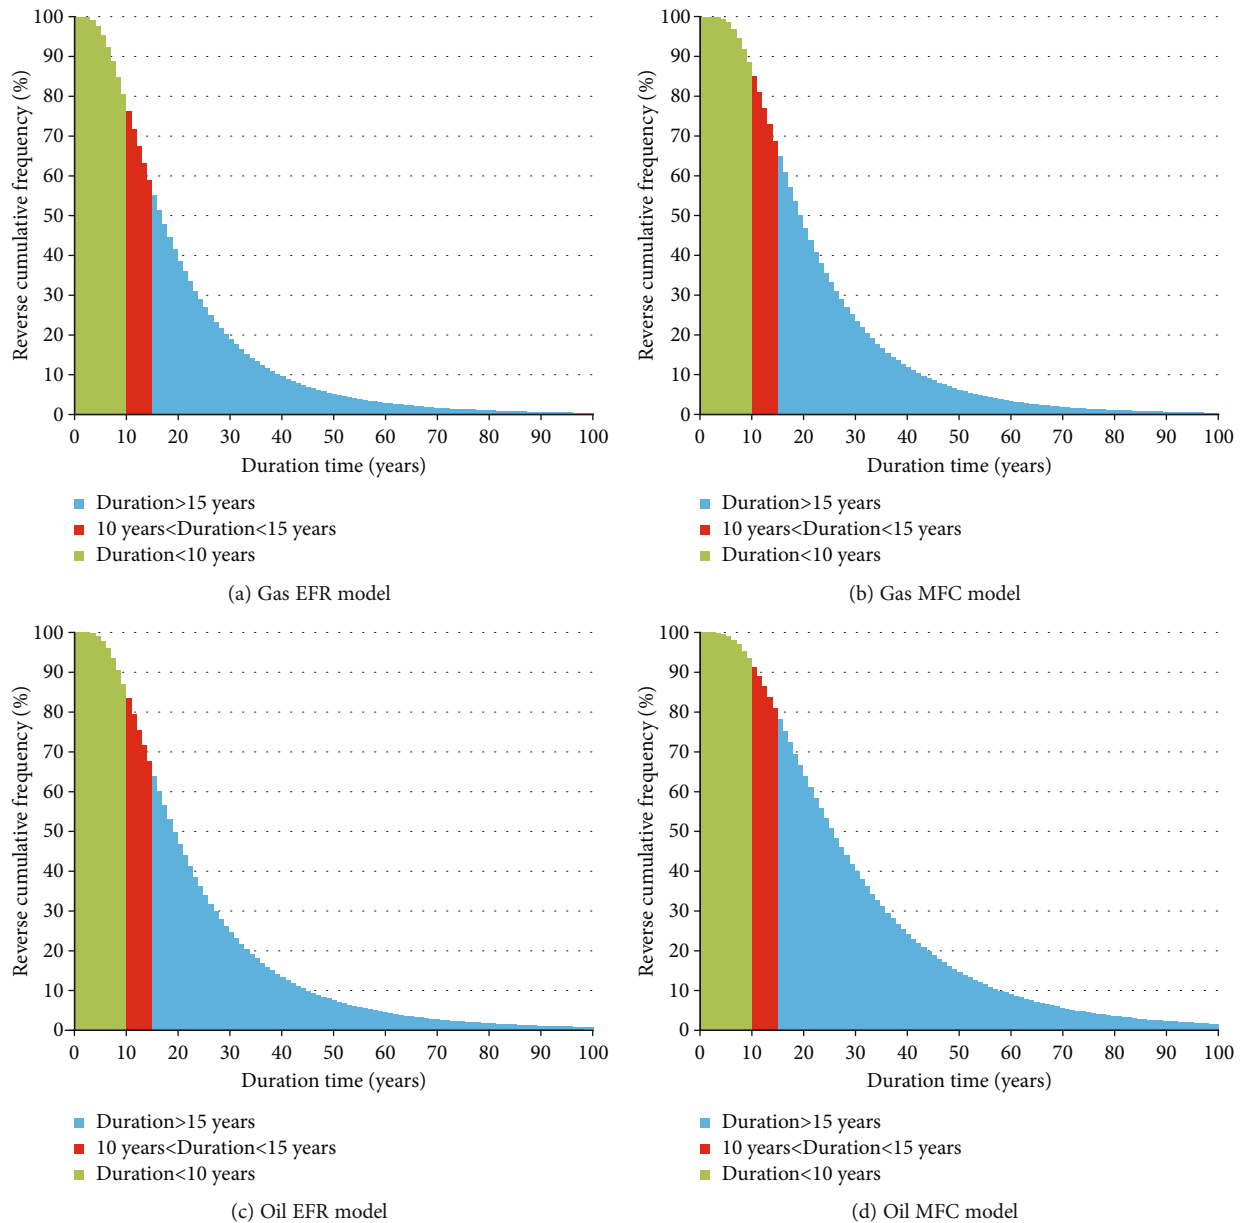 Reverse cumulative frequency (%)
100
90
80
70
60
50
40
30
20
10
0
0 10 20 30 40 50 60 70 80 90 100
Duration time (years)
Duration>15 years
10 years<Duration<15 years
Duration<10 years
(a) Gas EFR model
Reverse cumulative frequency (%)
100
90
80
70
60
50
40
30
20
10
0
0 10 20 30 40 50 60 70 80 90 100
Duration time (years)
Duration>15 years
10 years<Duration<15 years
Duration<10 years
(b) Gas MFC model
Reverse cumulative frequency (%)
100
90
80
70
60
50
40
30
20
10
0
0 10 20 30 40 50 60 70 80 90 100
Duration time (years)
Duration>15 years
10 years<Duration<15 years
Duration<10 years
(c) Oil EFR model
Reverse cumulative frequency (%)
100
90
80
70
60
50
40
30
20
10
0
0 10 20 30 40 50 60 70 80 90 100
Duration time (years)
Duration>15 years
10 years<Duration<15 years
Duration<10 years
(d) Oil MFC model